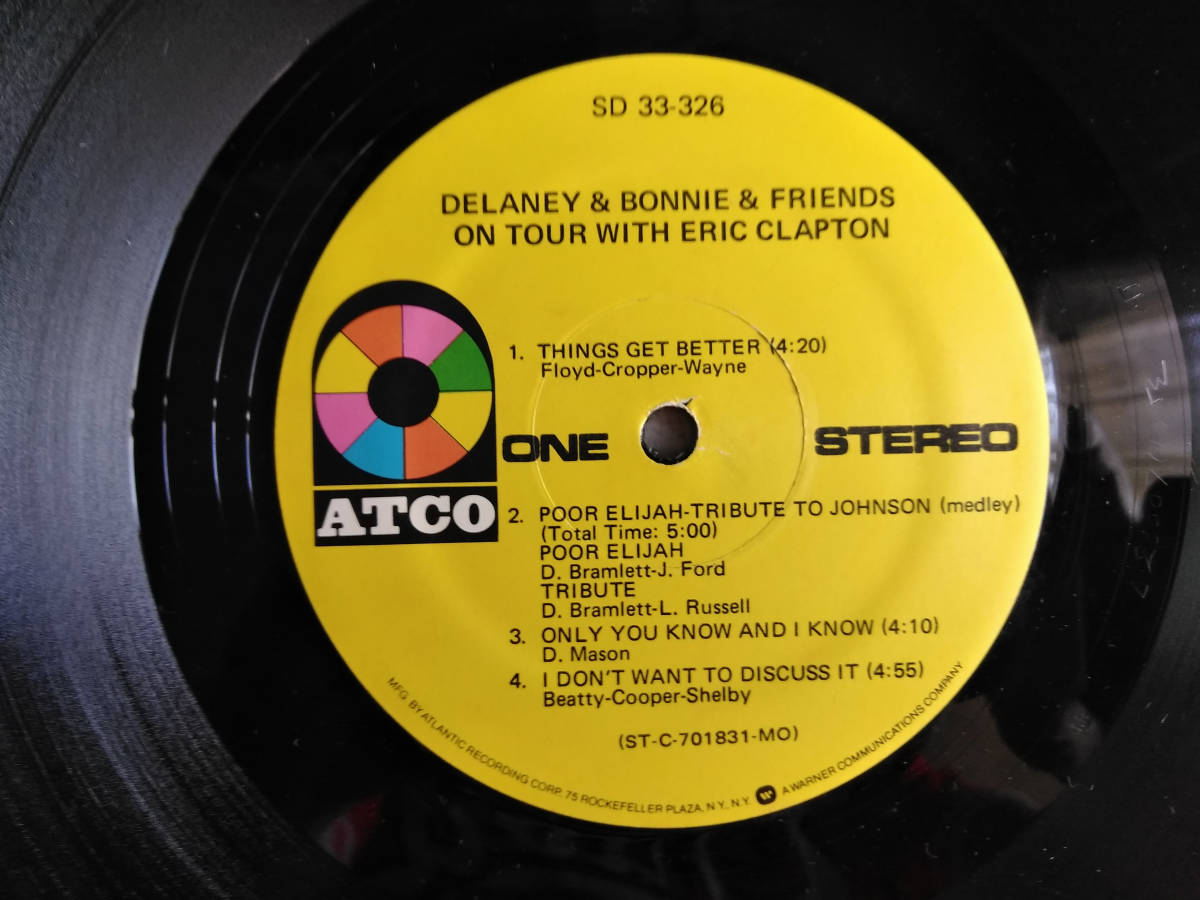 SD 33-326
DELANEY & BONNIE & FRIENDS
ON TOUR WITH ERIC CLAPTON
1. THINGS GET BETTER (4:20)
Floyd-Cropper-Wayne
ONE
STEREO
ATCO
2. POOR ELIJAH-TRIBUTE TO JOHNSON (medley)
(Total Time: 5:00)
POOR ELIJAH
D. Bramlett-J. Ford
TRIBUTE
D. Bramlett-L. Russell
3. ONLY YOU KNOW AND I KNOW (4:10)
D. Mason
4. I DON'T WANT TO DISCUSS IT (4:55)
Beatty-Cooper-Shelby
(ST-C-701831-MO)
MFG. BY ATLANTIC RECORDING CORP. 75 ROCKEFELLER PLAZA, N.Y., N.Y. A WARNER COMMUNICATIONS COMPANY